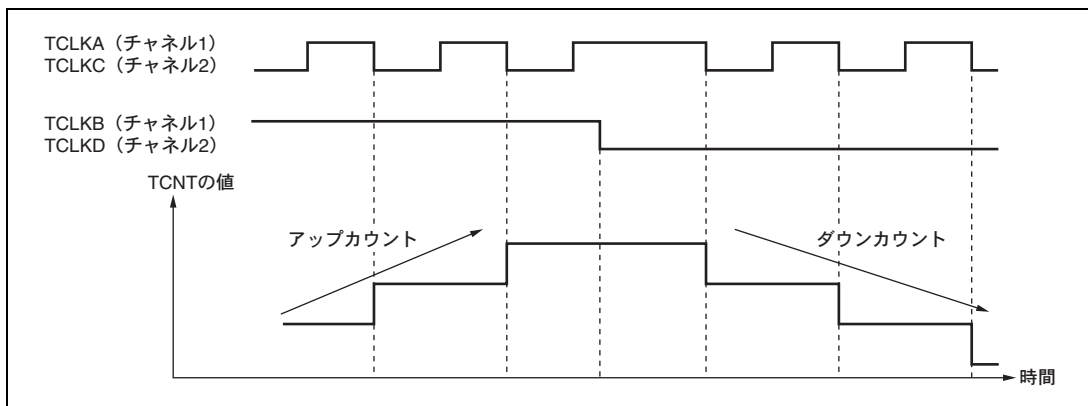 TCLKA（チャネル1）
TCLKC（チャネル2）
TCLKB（チャネル1）
TCLKD（チャネル2）
TCNTの値
アップカウント
ダウンカウント
時間